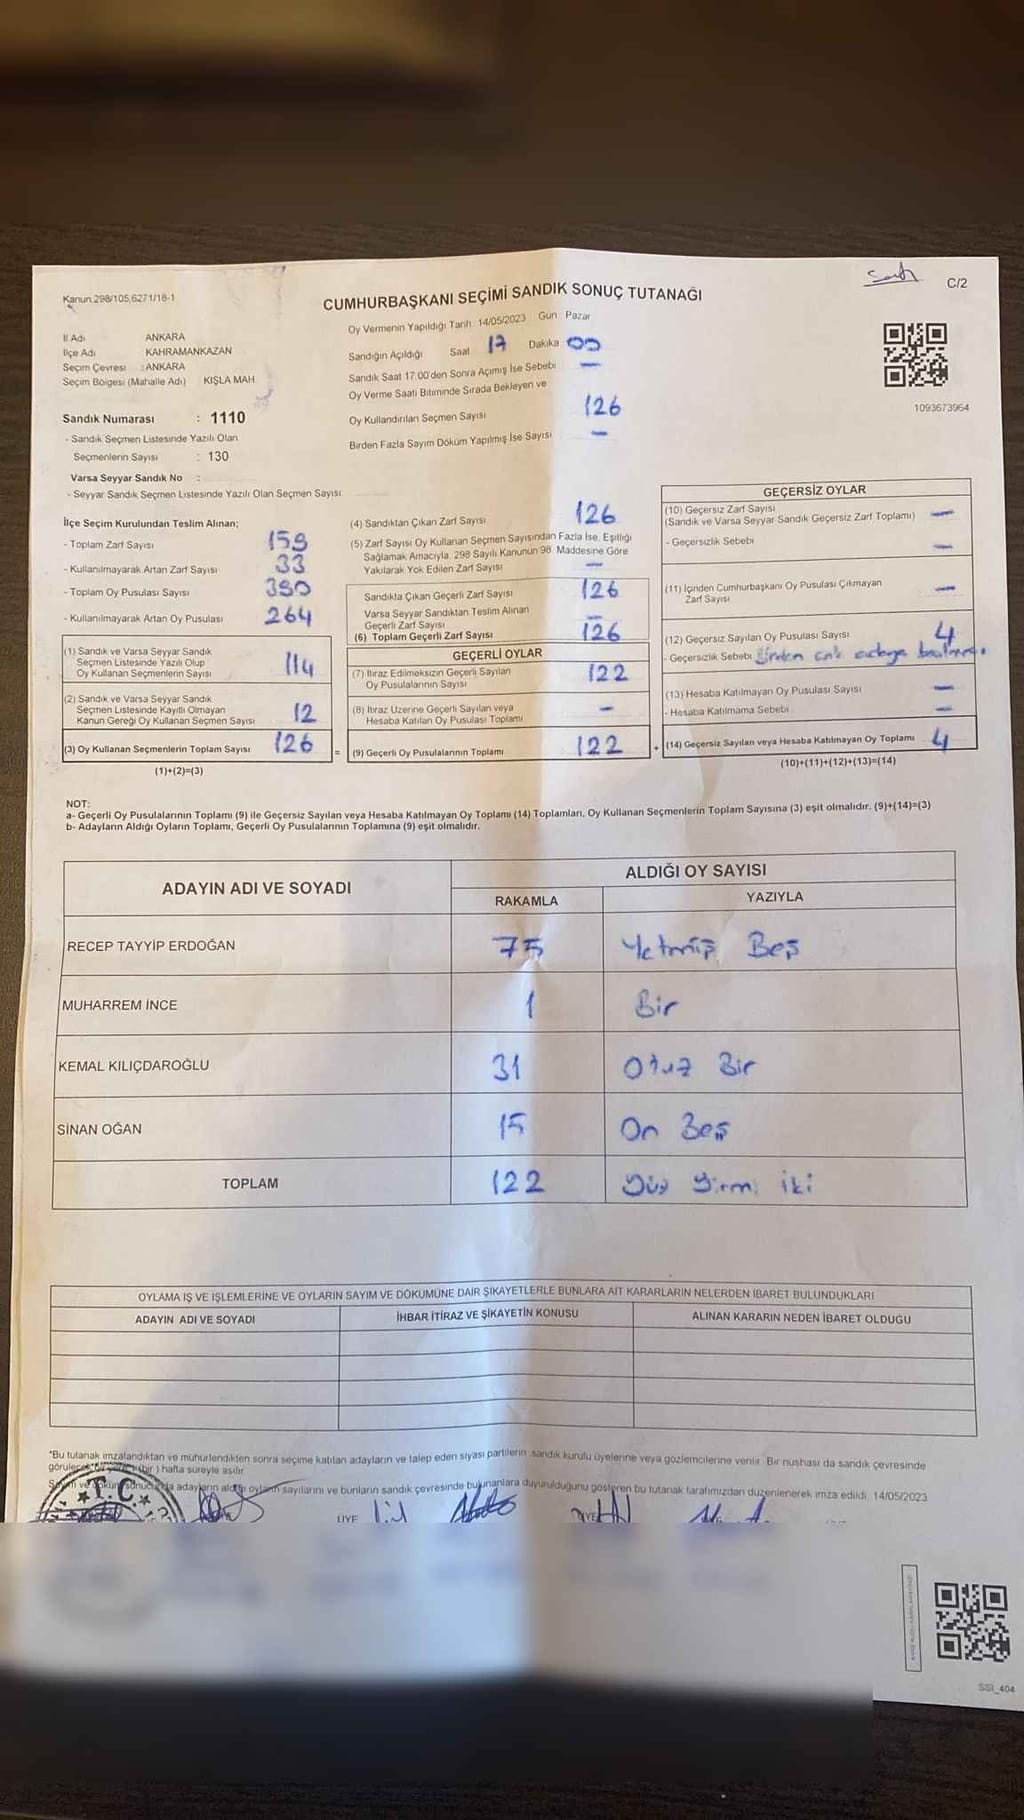 Kanun 298/105,6271/18-1
CUMHURBAŞKANI SEÇİMİ SANDIK SONUÇ TUTANAĞI
C/2
İl Adı ANKARA
İlçe Adı KAHRAMANKAZAN
Seçim Çevresi : ANKARA
Seçim Bölgesi (Mahalle Adı) KIŞLA MAH.
Sandık Numarası : 1110
- Sandık Seçmen Listesinde Yazılı Olan
Seçmenlerin Sayısı : 130
Varsa Seyyar Sandık No :
- Seyyar Sandık Seçmen Listesinde Yazılı Olan Seçmen Sayısı
Oy Vermenin Yapıldığı Tarih 14/05/2023 Gün Pazar
Sandığın Açıldığı Saat 17 Dakika 00
Sandık Saat 17:00'den Sonra Açımış İse Sebebi —
Oy Verme Saati Bitiminde Sırada Bekleyen ve
Oy Kullandırılan Seçmen Sayısı 126
Birden Fazla Sayım Döküm Yapılmış İse Sayısı —
1093673964
İlçe Seçim Kurulundan Teslim Alınan;
- Toplam Zarf Sayısı 159
- Kullanılmayarak Artan Zarf Sayısı 33
- Toplam Oy Pusulası Sayısı 390
- Kullanılmayarak Artan Oy Pusulası 264
(1) Sandık ve Varsa Seyyar Sandık
Seçmen Listesinde Yazılı Olup
Oy Kullanan Seçmenlerin Sayısı 114
(2) Sandık ve Varsa Seyyar Sandık
Seçmen Listesinde Kayıtlı Olmayan
Kanun Gereği Oy Kullanan Seçmen Sayısı 12
(3) Oy Kullanan Seçmenlerin Toplam Sayısı 126 =
(1)+(2)=(3)
(4) Sandıktan Çıkan Zarf Sayısı 126
(5) Zarf Sayısı Oy Kullanan Seçmen Sayısından Fazla İse, Eşitliği
Sağlamak Amacıyla, 298 Sayılı Kanunun 98. Maddesine Göre
Yakılarak Yok Edilen Zarf Sayısı —
Sandıkta Çıkan Geçerli Zarf Sayısı 126
Varsa Seyyar Sandıktan Teslim Alınan
Geçerli Zarf Sayısı —
(6) Toplam Geçerli Zarf Sayısı 126
GEÇERLİ OYLAR
(7) İtiraz Edilmeksizin Geçerli Sayılan
Oy Pusulalarının Sayısı 122
(8) İtiraz Üzerine Geçerli Sayılan veya
Hesaba Katılan Oy Pusulası Toplamı —
(9) Geçerli Oy Pusulalarının Toplamı 122 +
GEÇERSİZ OYLAR
(10) Geçersiz Zarf Sayısı
(Sandık ve Varsa Seyyar Sandık Geçersiz Zarf Toplamı) —
- Geçersizlik Sebebi —
(11) İçinden Cumhurbaşkanı Oy Pusulası Çıkmayan
Zarf Sayısı —
(12) Geçersiz Sayılan Oy Pusulası Sayısı 4
- Geçersizlik Sebebi Birden çok adaya
(13) Hesaba Katılmayan Oy Pusulası Sayısı —
- Hesaba Katılmama Sebebi —
(14) Geçersiz Sayılan veya Hesaba Katılmayan Oy Toplamı 4
(10)+(11)+(12)+(13)=(14)
NOT:
a- Geçerli Oy Pusulalarının Toplamı (9) ile Geçersiz Sayılan veya Hesaba Katılmayan Oy Toplamı (14) Toplamları, Oy Kullanan Seçmenlerin Toplam Sayısına (3) eşit olmalıdır. (9)+(14)=(3)
b- Adayların Aldığı Oyların Toplamı, Geçerli Oy Pusulalarının Toplamına (9) eşit olmalıdır.
ADAYIN ADI VE SOYADI
ALDIĞI OY SAYISI
RAKAMLA YAZIYLA
RECEP TAYYİP ERDOĞAN 75 Yetmiş Beş
MUHARREM İNCE 1 Bir
KEMAL KILIÇDAROĞLU 31 Otuz Bir
SİNAN OĞAN 15 On Beş
TOPLAM 122 Yüz Yirmi iki
OYLAMA İŞ VE İŞLEMLERİNE VE OYLARIN SAYIM VE DÖKÜMÜNE DAİR ŞİKAYETLERLE BUNLARA AİT KARARLARIN NELERDEN İBARET BULUNDUKLARI
ADAYIN ADI VE SOYADI İHBAR İTİRAZ VE ŞİKAYETİN KONUSU ALINAN KARARIN NEDEN İBARET OLDUĞU
*Bu tutanak imzalandıktan ve mühürlendikten sonra seçime katılan adayların ve talep eden siyasi partilerin sandık kurulu üyelerine veya gözlemcilerine verilir. Bir nüshası da sandık çevresinde
(bir) hafta süreyle asılır.
adayların aldığı oyların sayılarını ve bunların sandık çevresinde bulunanlara duyurulduğunu gösteren bu tutanak tarafımızdan düzenlenerek imza edildi. 14/05/2023
T.C.
ÜYE
SSI_404